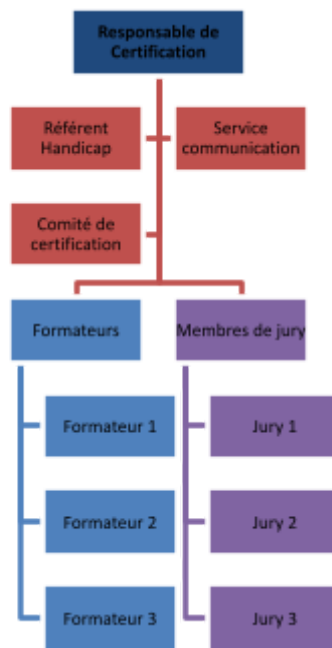 Responsable de
Certification
Référent
Handicap
Service
communication
Comité de
certification
Formateurs
Membres de jury
Formateur 1
Jury 1
Formateur 2
Jury 2
Formateur 3
Jury 3